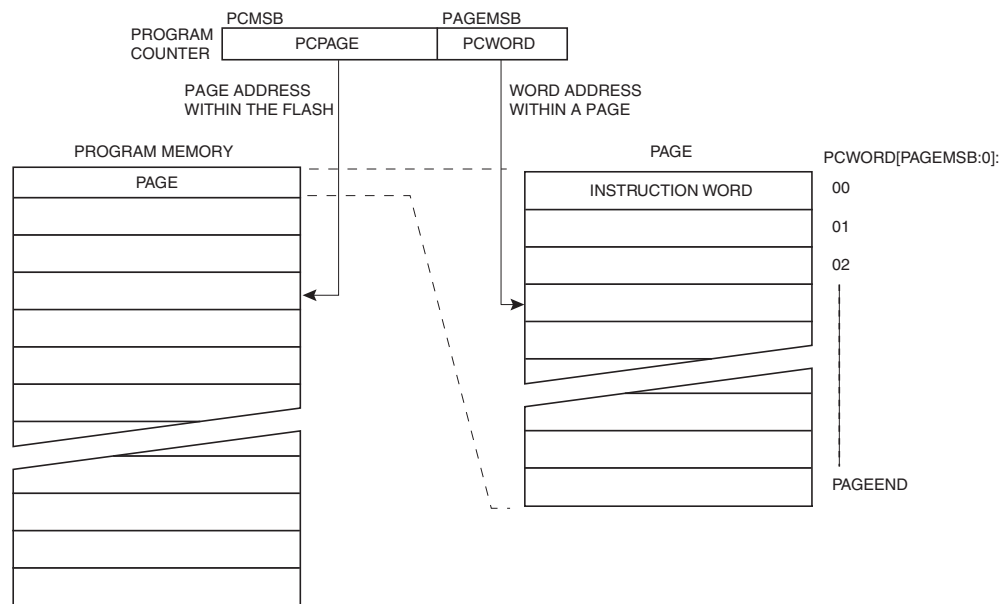 PCMSB PAGEMSB
PROGRAM
COUNTER
PCPAGE PCWORD
PAGE ADDRESS
WITHIN THE FLASH
WORD ADDRESS
WITHIN A PAGE
PROGRAM MEMORY
PAGE
PAGE
INSTRUCTION WORD
PCWORD[PAGEMSB:0]:
00
01
02
PAGEEND